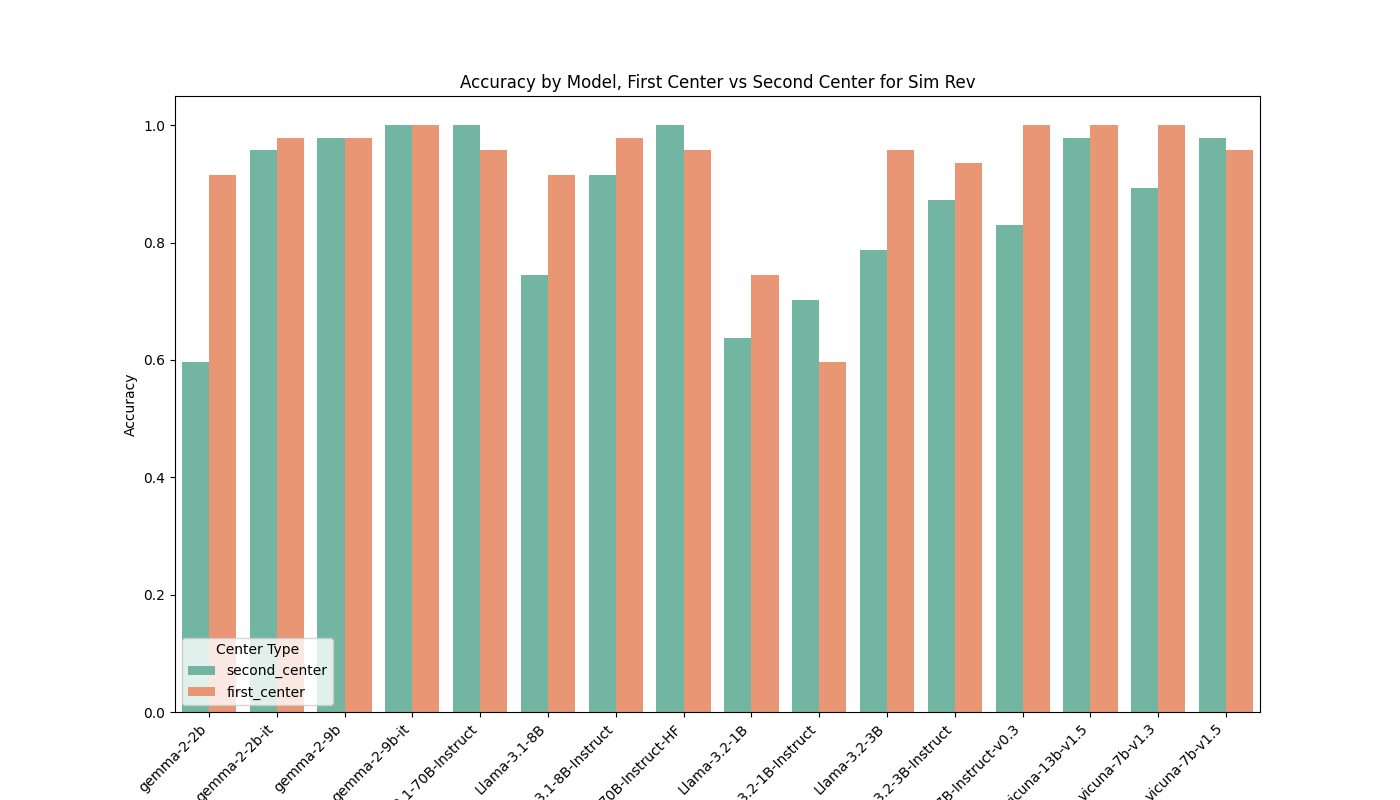 Accuracy by Model, First Center vs Second Center for Sim Rev
1.0
0.8
0.6
0.4
0.2
0.0
Accuracy
Center Type
second_center
first_center
gemma-2-2b
gemma-2-2b-it
gemma-2-9b
gemma-2-9b-it
.1-70B-Instruct
Llama-3.1-8B
3.1-8B-Instruct
70B-Instruct-HF
Llama-3.2-1B
3.2-1B-Instruct
Llama-3.2-3B
3.2-3B-Instruct
7B-Instruct-v0.3
vicuna-13b-v1.5
vicuna-7b-v1.3
vicuna-7b-v1.5